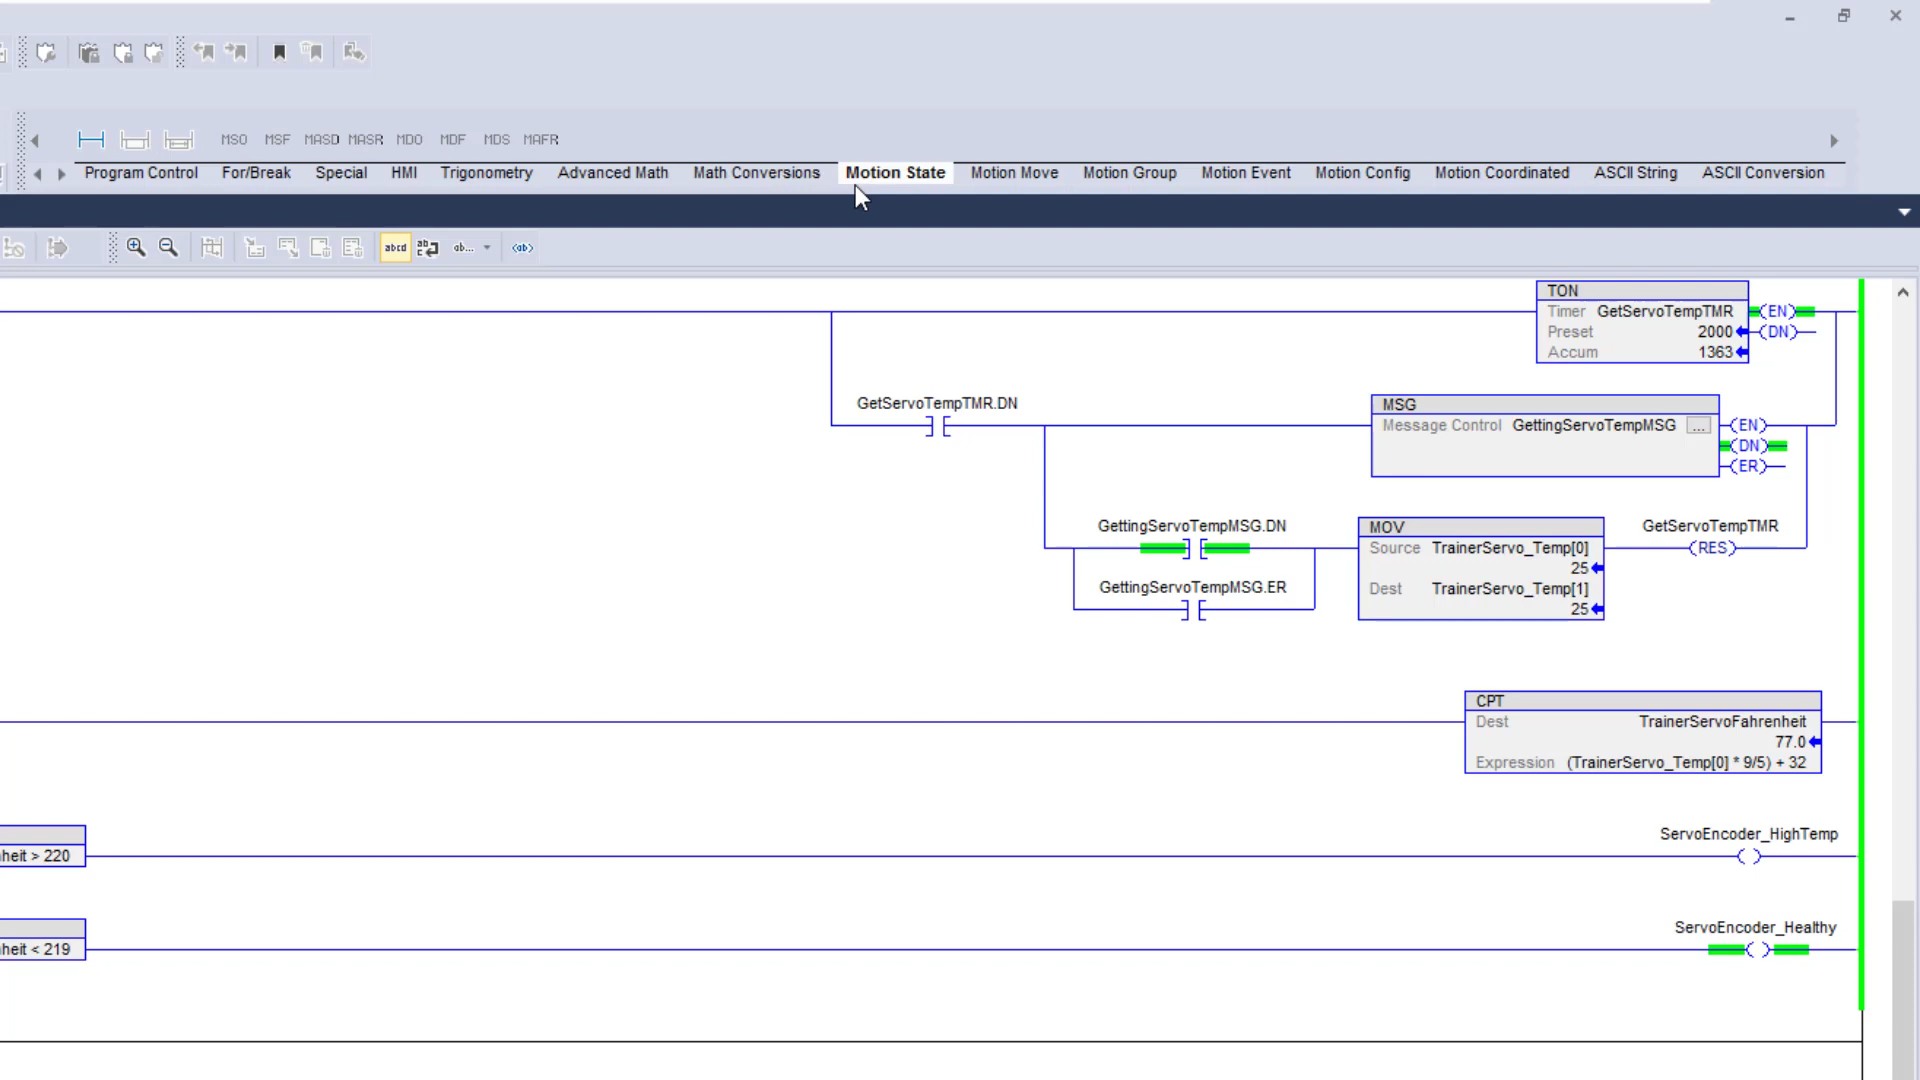 MSO MSF MASD MASR MDO MDF MDS MAFR
Program Control For/Break Special HMI Trigonometry Advanced Math Math Conversions Motion State Motion Move Motion Group Motion Event Motion Config Motion Coordinated ASCII String ASCII Conversion
abcd ab c ab... <ab>
TON
Timer GetServoTempTMR (EN)
Preset 2000 (DN)
Accum 1363
GetServoTempTMR.DN
MSG
Message Control GettingServoTempMSG ... (EN)
(DN)
(ER)
GettingServoTempMSG.DN
MOV
GetServoTempTMR
Source TrainerServo_Temp[0] (RES)
25
GettingServoTempMSG.ER
Dest TrainerServo_Temp[1]
25
CPT
Dest TrainerServoFahrenheit
77.0
Expression (TrainerServo_Temp[0] * 9/5) + 32
ServoEncoder_HighTemp
heit > 220
ServoEncoder_Healthy
heit < 219